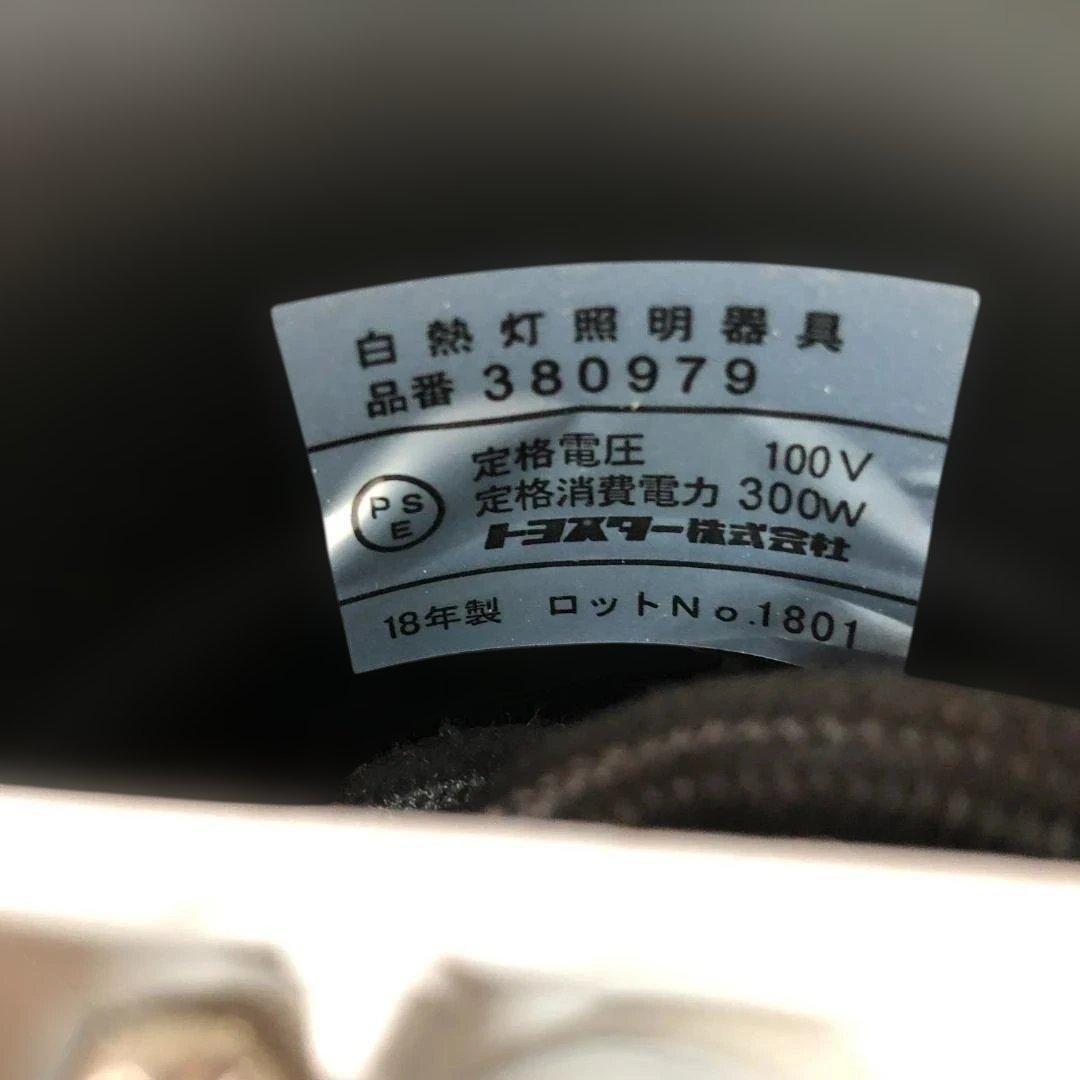 白熱灯照明器具
品番 380979
PSE
定格電圧 100V
定格消費電力 300W
トヨスター株式会社
18年製 ロットNo.1801